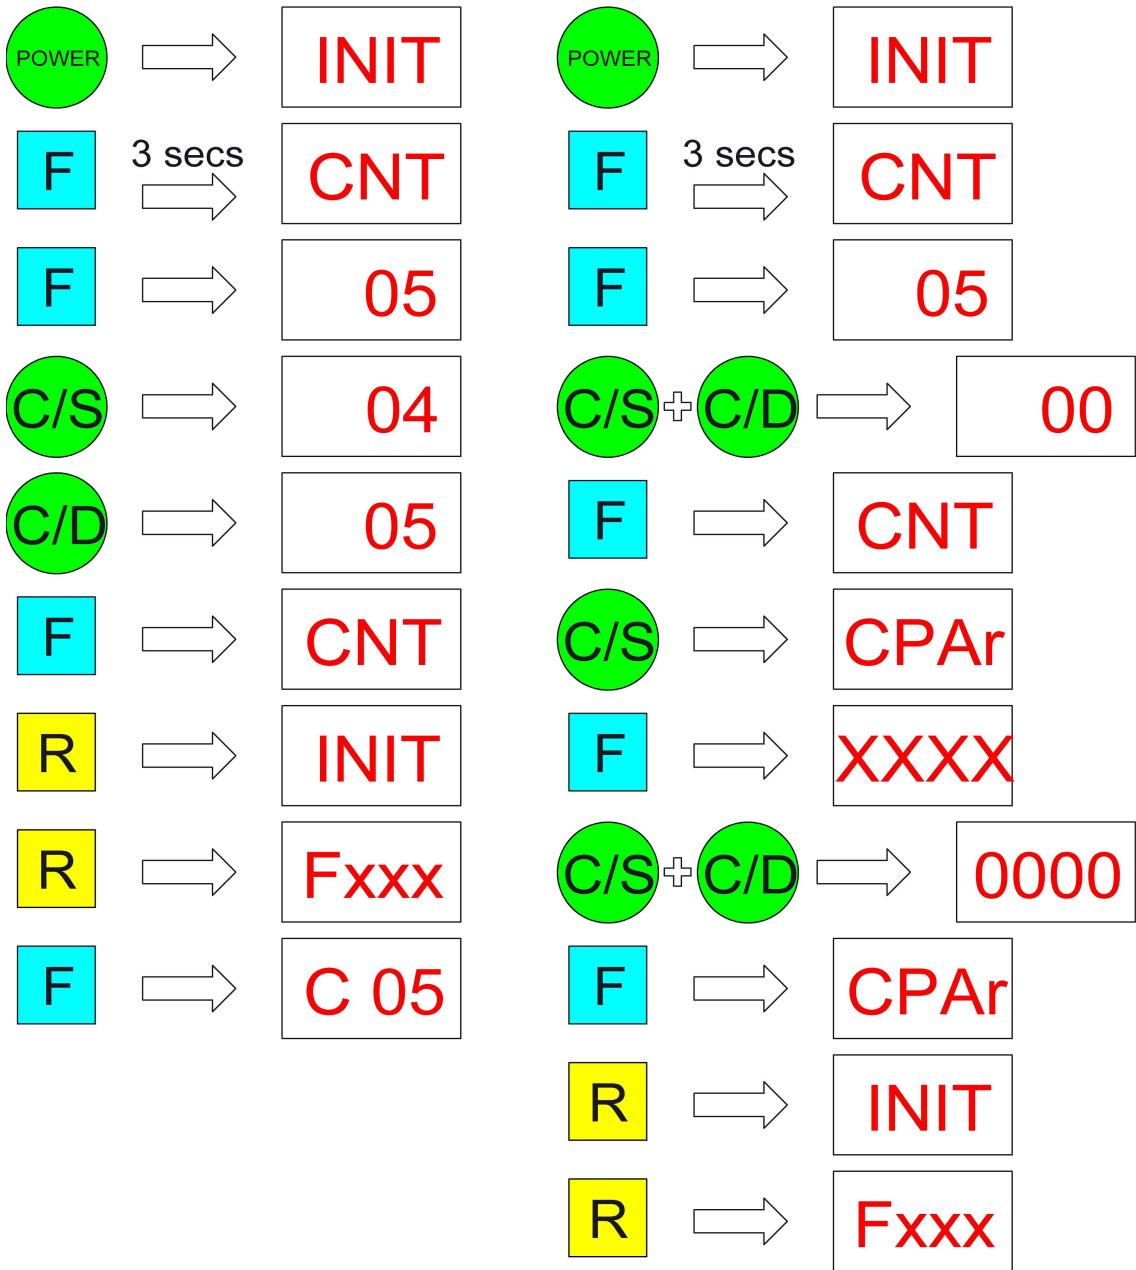 POWER INIT
F 3 secs CNT
F 05
C/S 04
C/D 05
F CNT
R INIT
R Fxxx
F C 05
POWER INIT
F 3 secs CNT
F 05
C/S + C/D 00
F CNT
C/S CPAr
F XXXX
C/S + C/D 0000
F CPAr
R INIT
R Fxxx